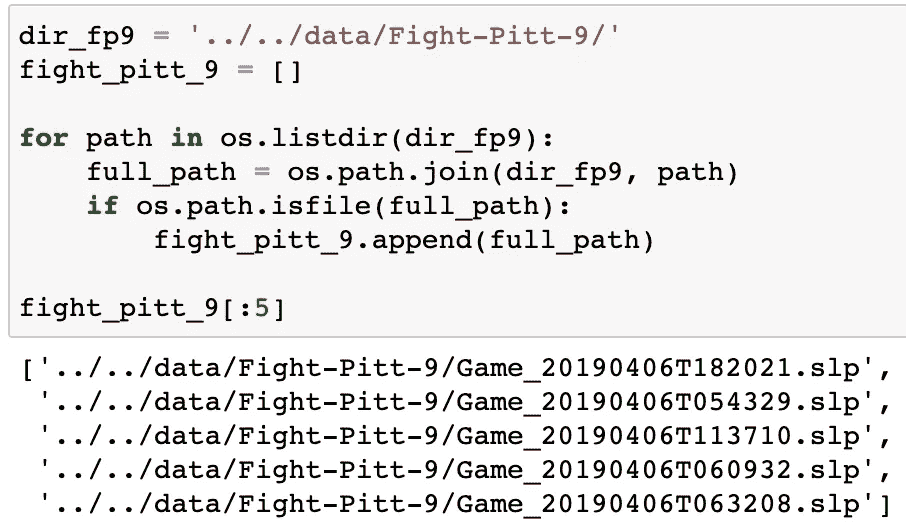 dir_fp9 = '../../data/Fight-Pitt-9/'
fight_pitt_9 = []

for path in os.listdir(dir_fp9):
    full_path = os.path.join(dir_fp9, path)
    if os.path.isfile(full_path):
        fight_pitt_9.append(full_path)

fight_pitt_9[:5]
['../../data/Fight-Pitt-9/Game_20190406T182021.slp',
 '../../data/Fight-Pitt-9/Game_20190406T054329.slp',
 '../../data/Fight-Pitt-9/Game_20190406T113710.slp',
 '../../data/Fight-Pitt-9/Game_20190406T060932.slp',
 '../../data/Fight-Pitt-9/Game_20190406T063208.slp']